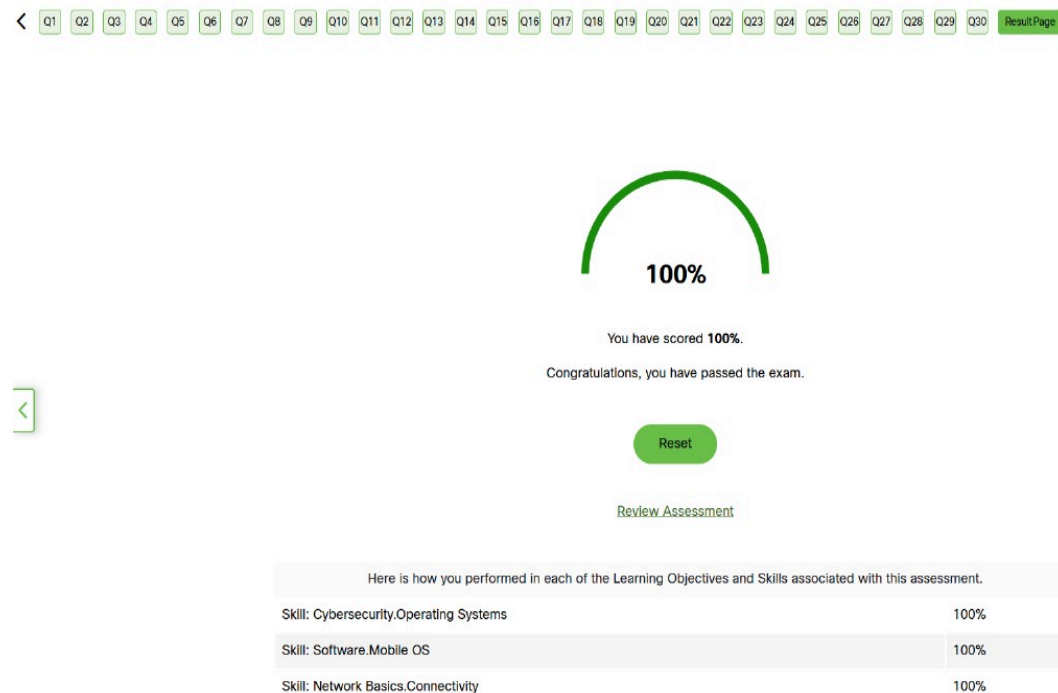 Q1 Q2 Q3 Q4 Q5 Q6 Q7 Q8 Q9 Q10 Q11 Q12 Q13 Q14 Q15 Q16 Q17 Q18 Q19 Q20 Q21 Q22 Q23 Q24 Q25 Q26 Q27 Q28 Q29 Q30 Result Page
100%
You have scored 100%.
Congratulations, you have passed the exam.
Reset
Review Assessment
Here is how you performed in each of the Learning Objectives and Skills associated with this assessment.
Skill: Cybersecurity.Operating Systems 100%
Skill: Software.Mobile OS 100%
Skill: Network Basics.Connectivity 100%